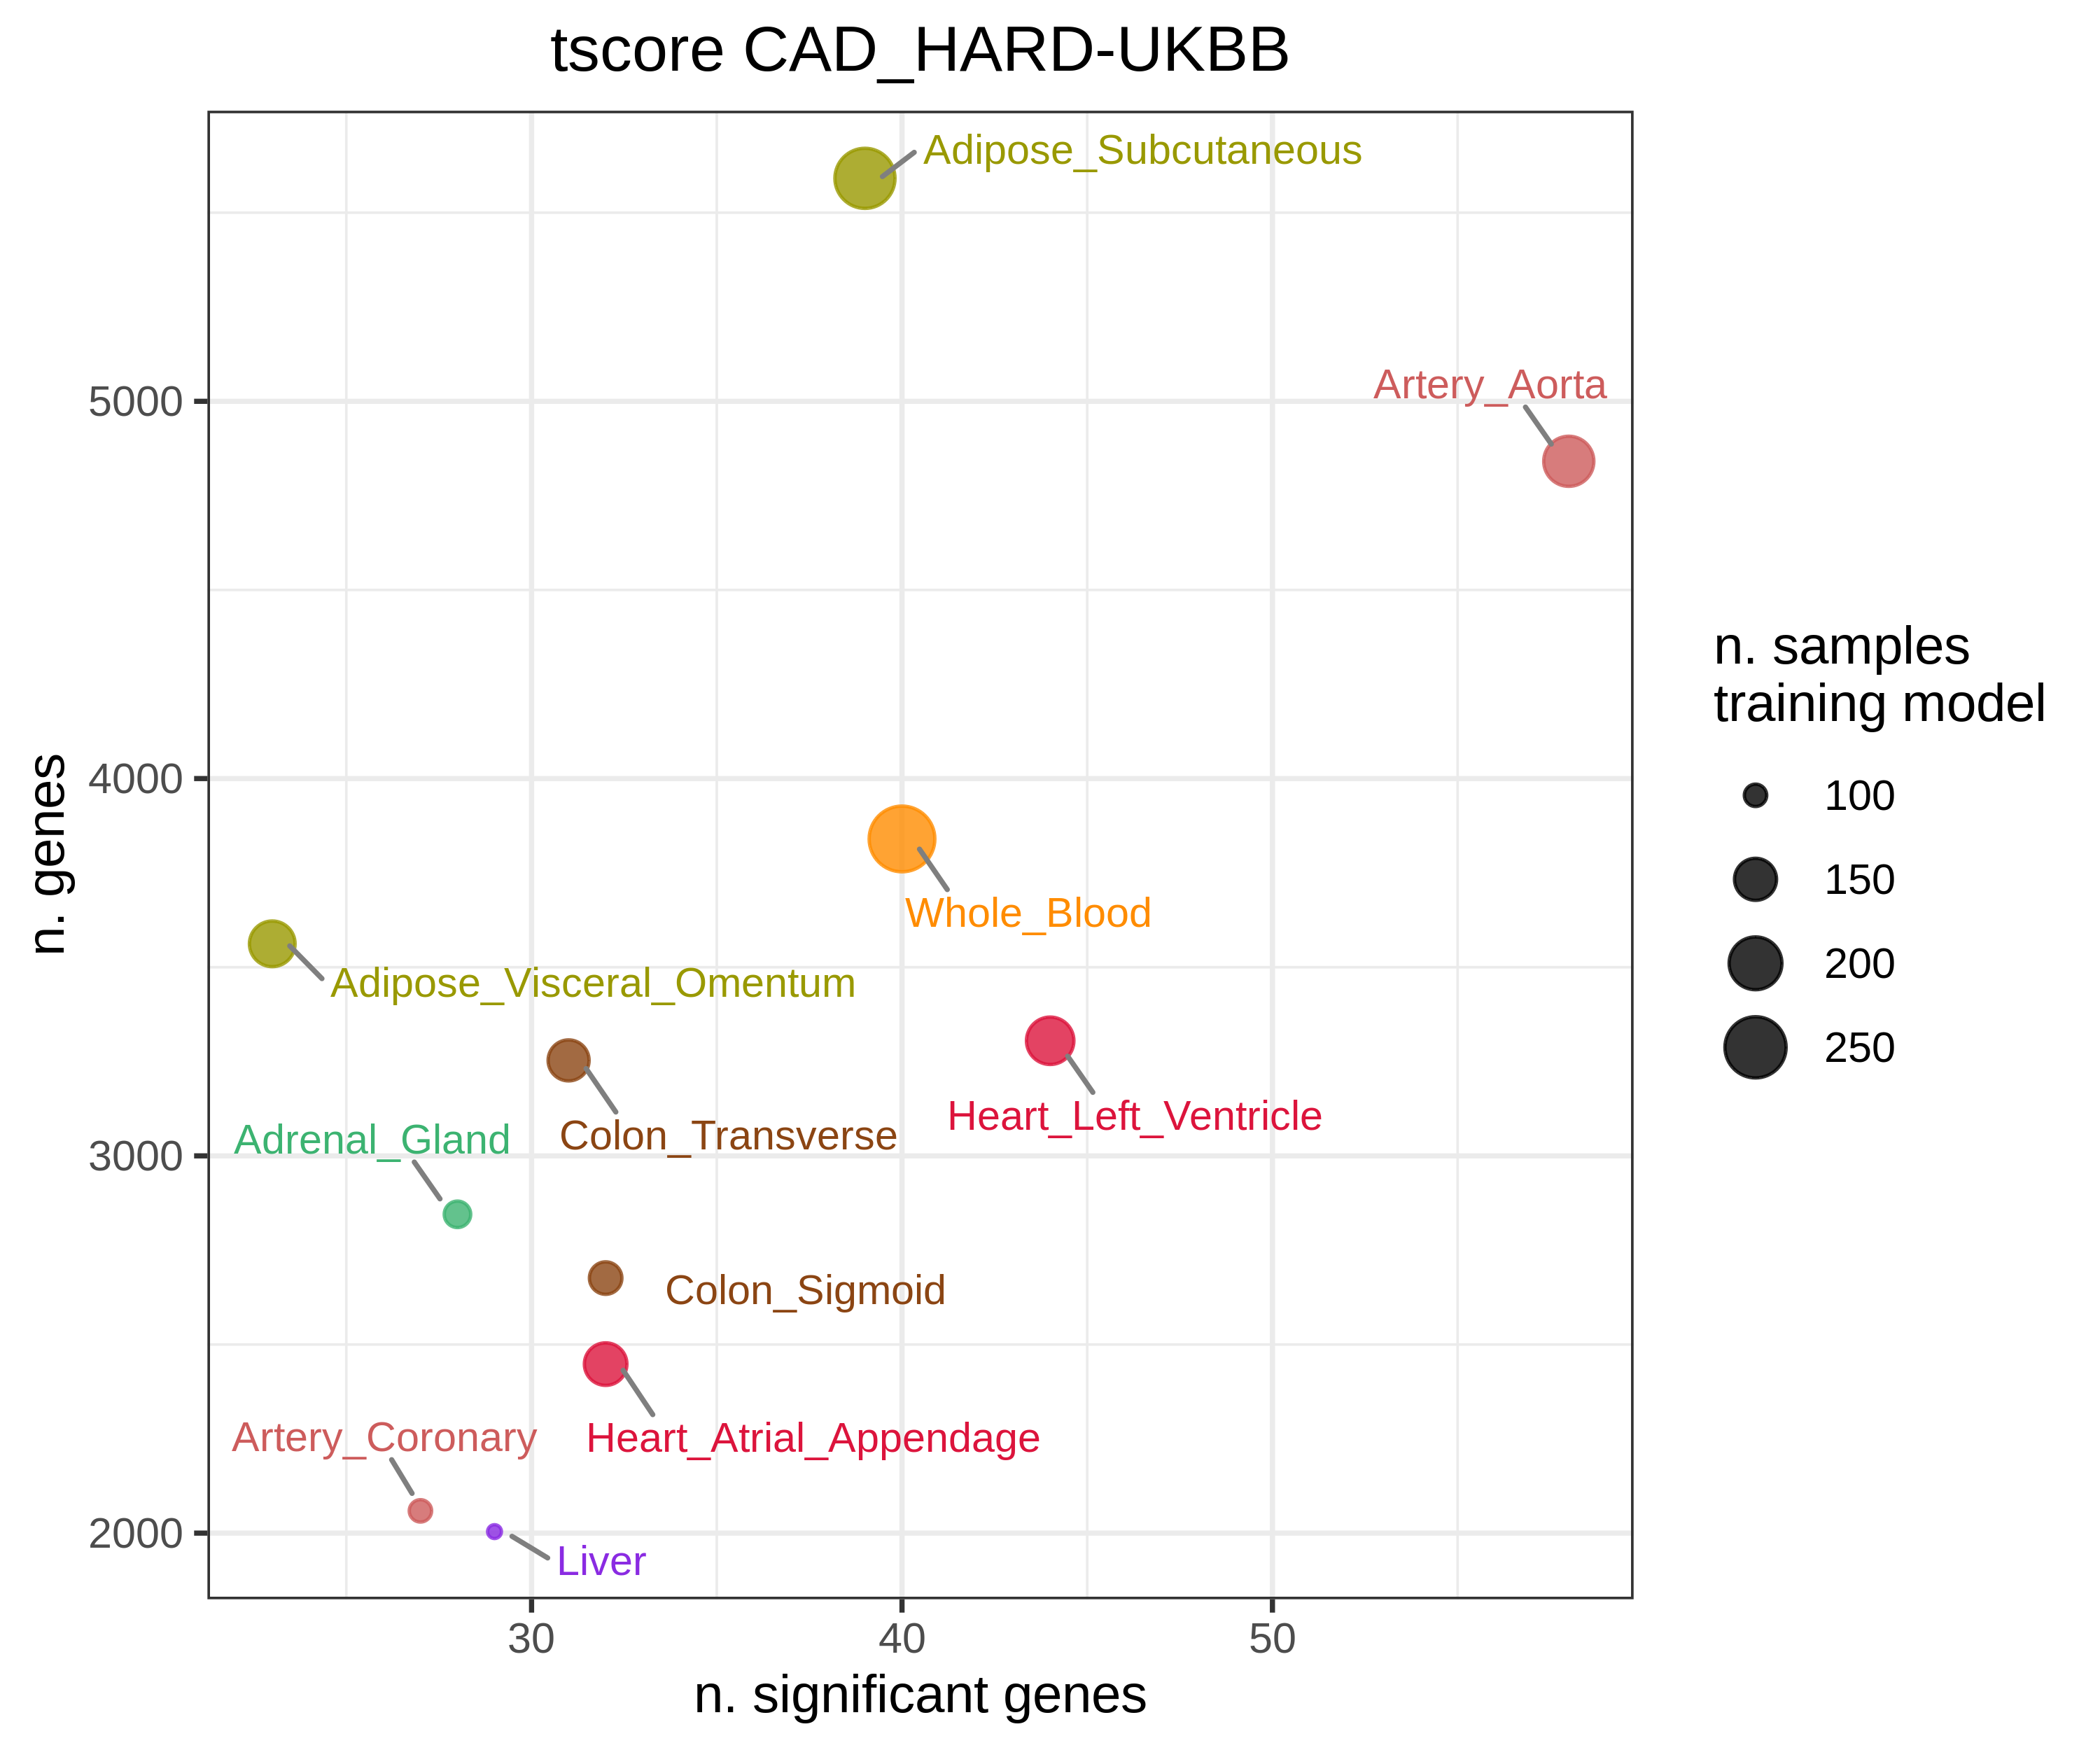 tscore CAD_HARD-UKBB
Adipose_Subcutaneous
Artery_Aorta
Whole_Blood
Adipose_Visceral_Omentum
Heart_Left_Ventricle
Colon_Transverse
Adrenal_Gland
Colon_Sigmoid
Heart_Atrial_Appendage
Artery_Coronary
Liver
n. genes
5000
4000
3000
2000
30
40
50
n. significant genes
n. samples
training model
100
150
200
250